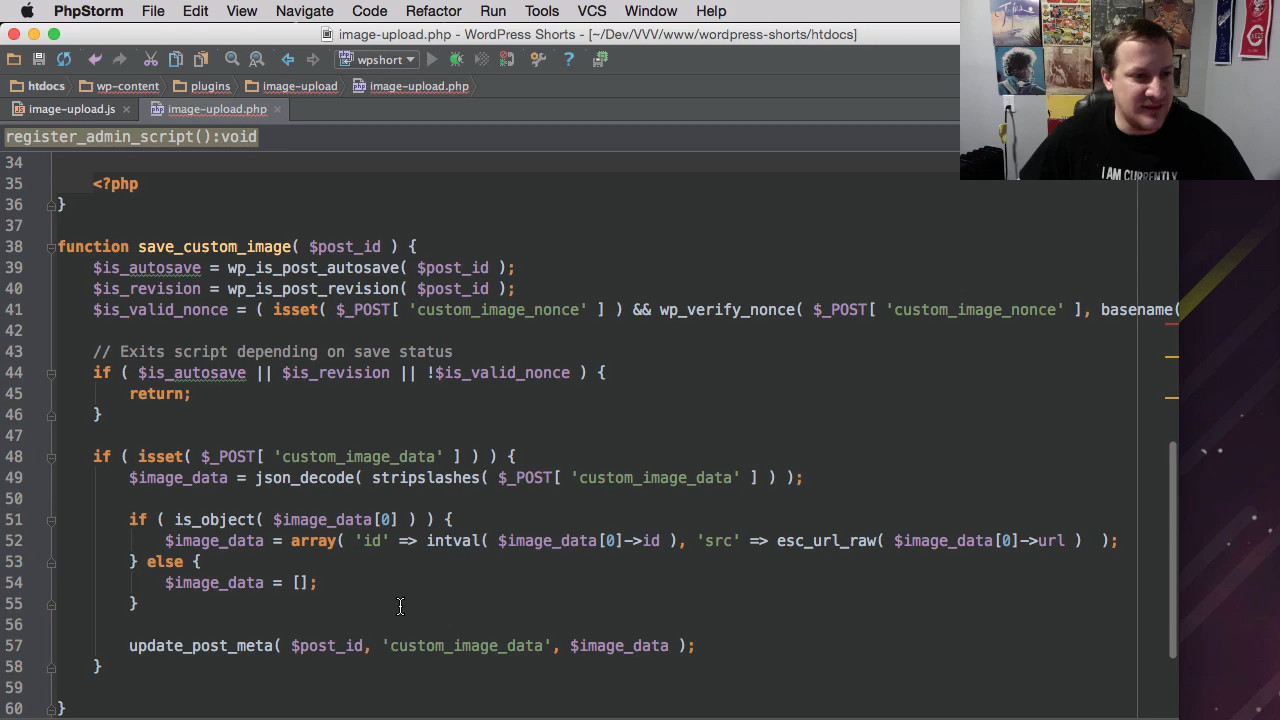 PhpStorm File Edit View Navigate Code Refactor Run Tools VCS Window Help
image-upload.php - WordPress Shorts - [~/Dev/VVV/www/wordpress-shorts/htdocs]
wpshort
htdocs wp-content plugins image-upload image-upload.php
image-upload.js image-upload.php
register_admin_script():void
I AM CURRENTLY
34
35 <?php
36 }
37
38 function save_custom_image( $post_id ) {
39 $is_autosave = wp_is_post_autosave( $post_id );
40 $is_revision = wp_is_post_revision( $post_id );
41 $is_valid_nonce = ( isset( $_POST[ 'custom_image_nonce' ] ) && wp_verify_nonce( $_POST[ 'custom_image_nonce' ], basename(
42
43 // Exits script depending on save status
44 if ( $is_autosave || $is_revision || !$is_valid_nonce ) {
45 return;
46 }
47
48 if ( isset( $_POST[ 'custom_image_data' ] ) ) {
49 $image_data = json_decode( stripslashes( $_POST[ 'custom_image_data' ] ) );
50
51 if ( is_object( $image_data[0] ) ) {
52 $image_data = array( 'id' => intval( $image_data[0]->id ), 'src' => esc_url_raw( $image_data[0]->url )  );
53 } else {
54 $image_data = [];
55 }
56
57 update_post_meta( $post_id, 'custom_image_data', $image_data );
58 }
59
60 }